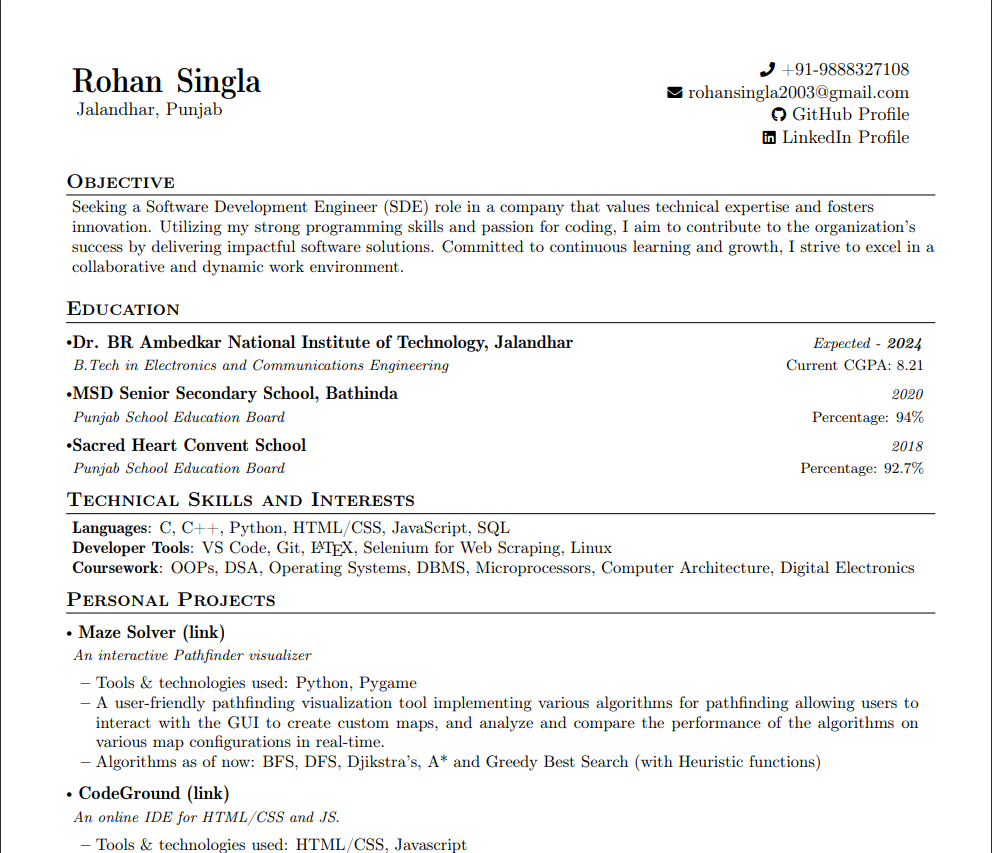 Rohan Singla
Jalandhar, Punjab
+91-9888327108
rohansingla2003@gmail.com
GitHub Profile
LinkedIn Profile
OBJECTIVE
Seeking a Software Development Engineer (SDE) role in a company that values technical expertise and fosters
innovation. Utilizing my strong programming skills and passion for coding, I aim to contribute to the organization's
success by delivering impactful software solutions. Committed to continuous learning and growth, I strive to excel in a
collaborative and dynamic work environment.
EDUCATION
•Dr. BR Ambedkar National Institute of Technology, Jalandhar Expected - 2024
B.Tech in Electronics and Communications Engineering Current CGPA: 8.21
•MSD Senior Secondary School, Bathinda 2020
Punjab School Education Board Percentage: 94%
•Sacred Heart Convent School 2018
Punjab School Education Board Percentage: 92.7%
TECHNICAL SKILLS AND INTERESTS
Languages: C, C++, Python, HTML/CSS, JavaScript, SQL
Developer Tools: VS Code, Git, LATEX, Selenium for Web Scraping, Linux
Coursework: OOPs, DSA, Operating Systems, DBMS, Microprocessors, Computer Architecture, Digital Electronics
PERSONAL PROJECTS
• Maze Solver (link)
An interactive Pathfinder visualizer
– Tools & technologies used: Python, Pygame
– A user-friendly pathfinding visualization tool implementing various algorithms for pathfinding allowing users to
interact with the GUI to create custom maps, and analyze and compare the performance of the algorithms on
various map configurations in real-time.
– Algorithms as of now: BFS, DFS, Djikstra's, A* and Greedy Best Search (with Heuristic functions)
• CodeGround (link)
An online IDE for HTML/CSS and JS.
– Tools & technologies used: HTML/CSS, Javascript